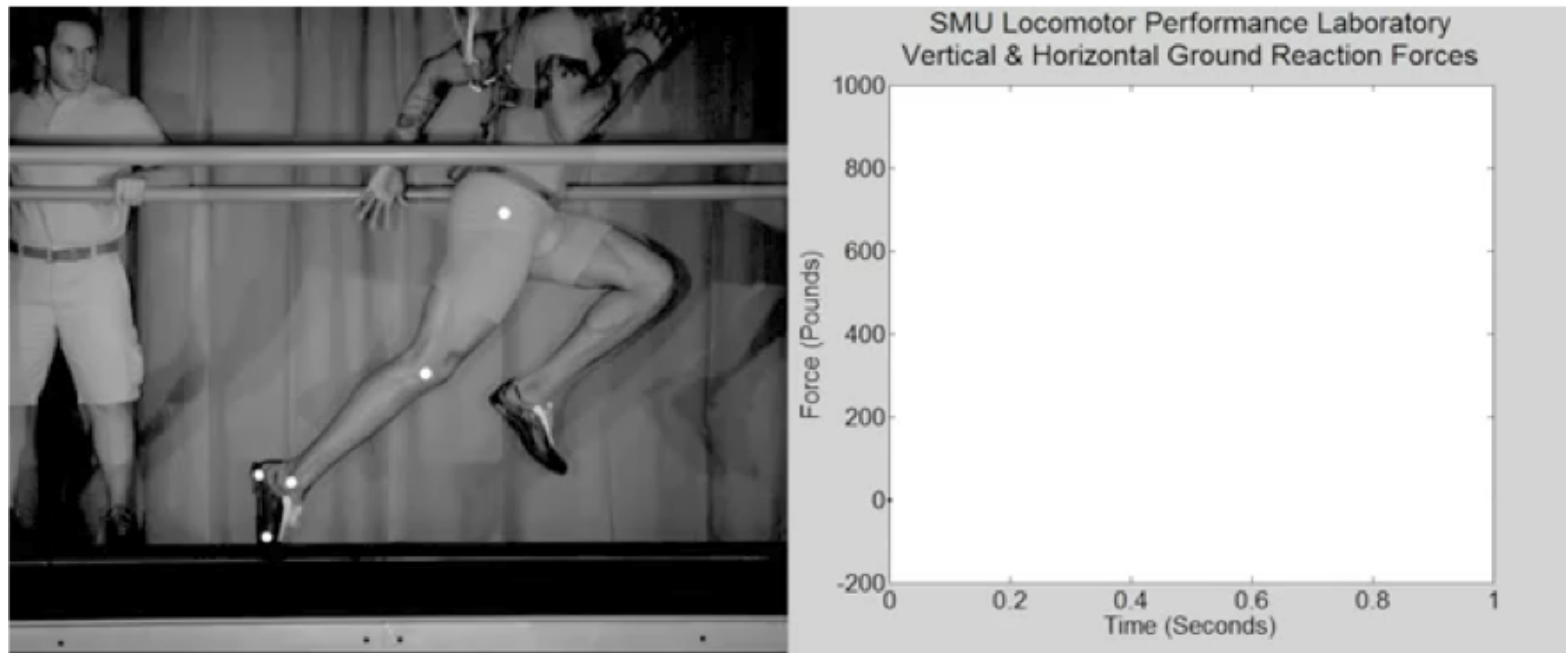 SMU Locomotor Performance Laboratory
Vertical & Horizontal Ground Reaction Forces
1000
800
600
400
200
0
-200
Force (Pounds)
0 0.2 0.4 0.6 0.8 1
Time (Seconds)